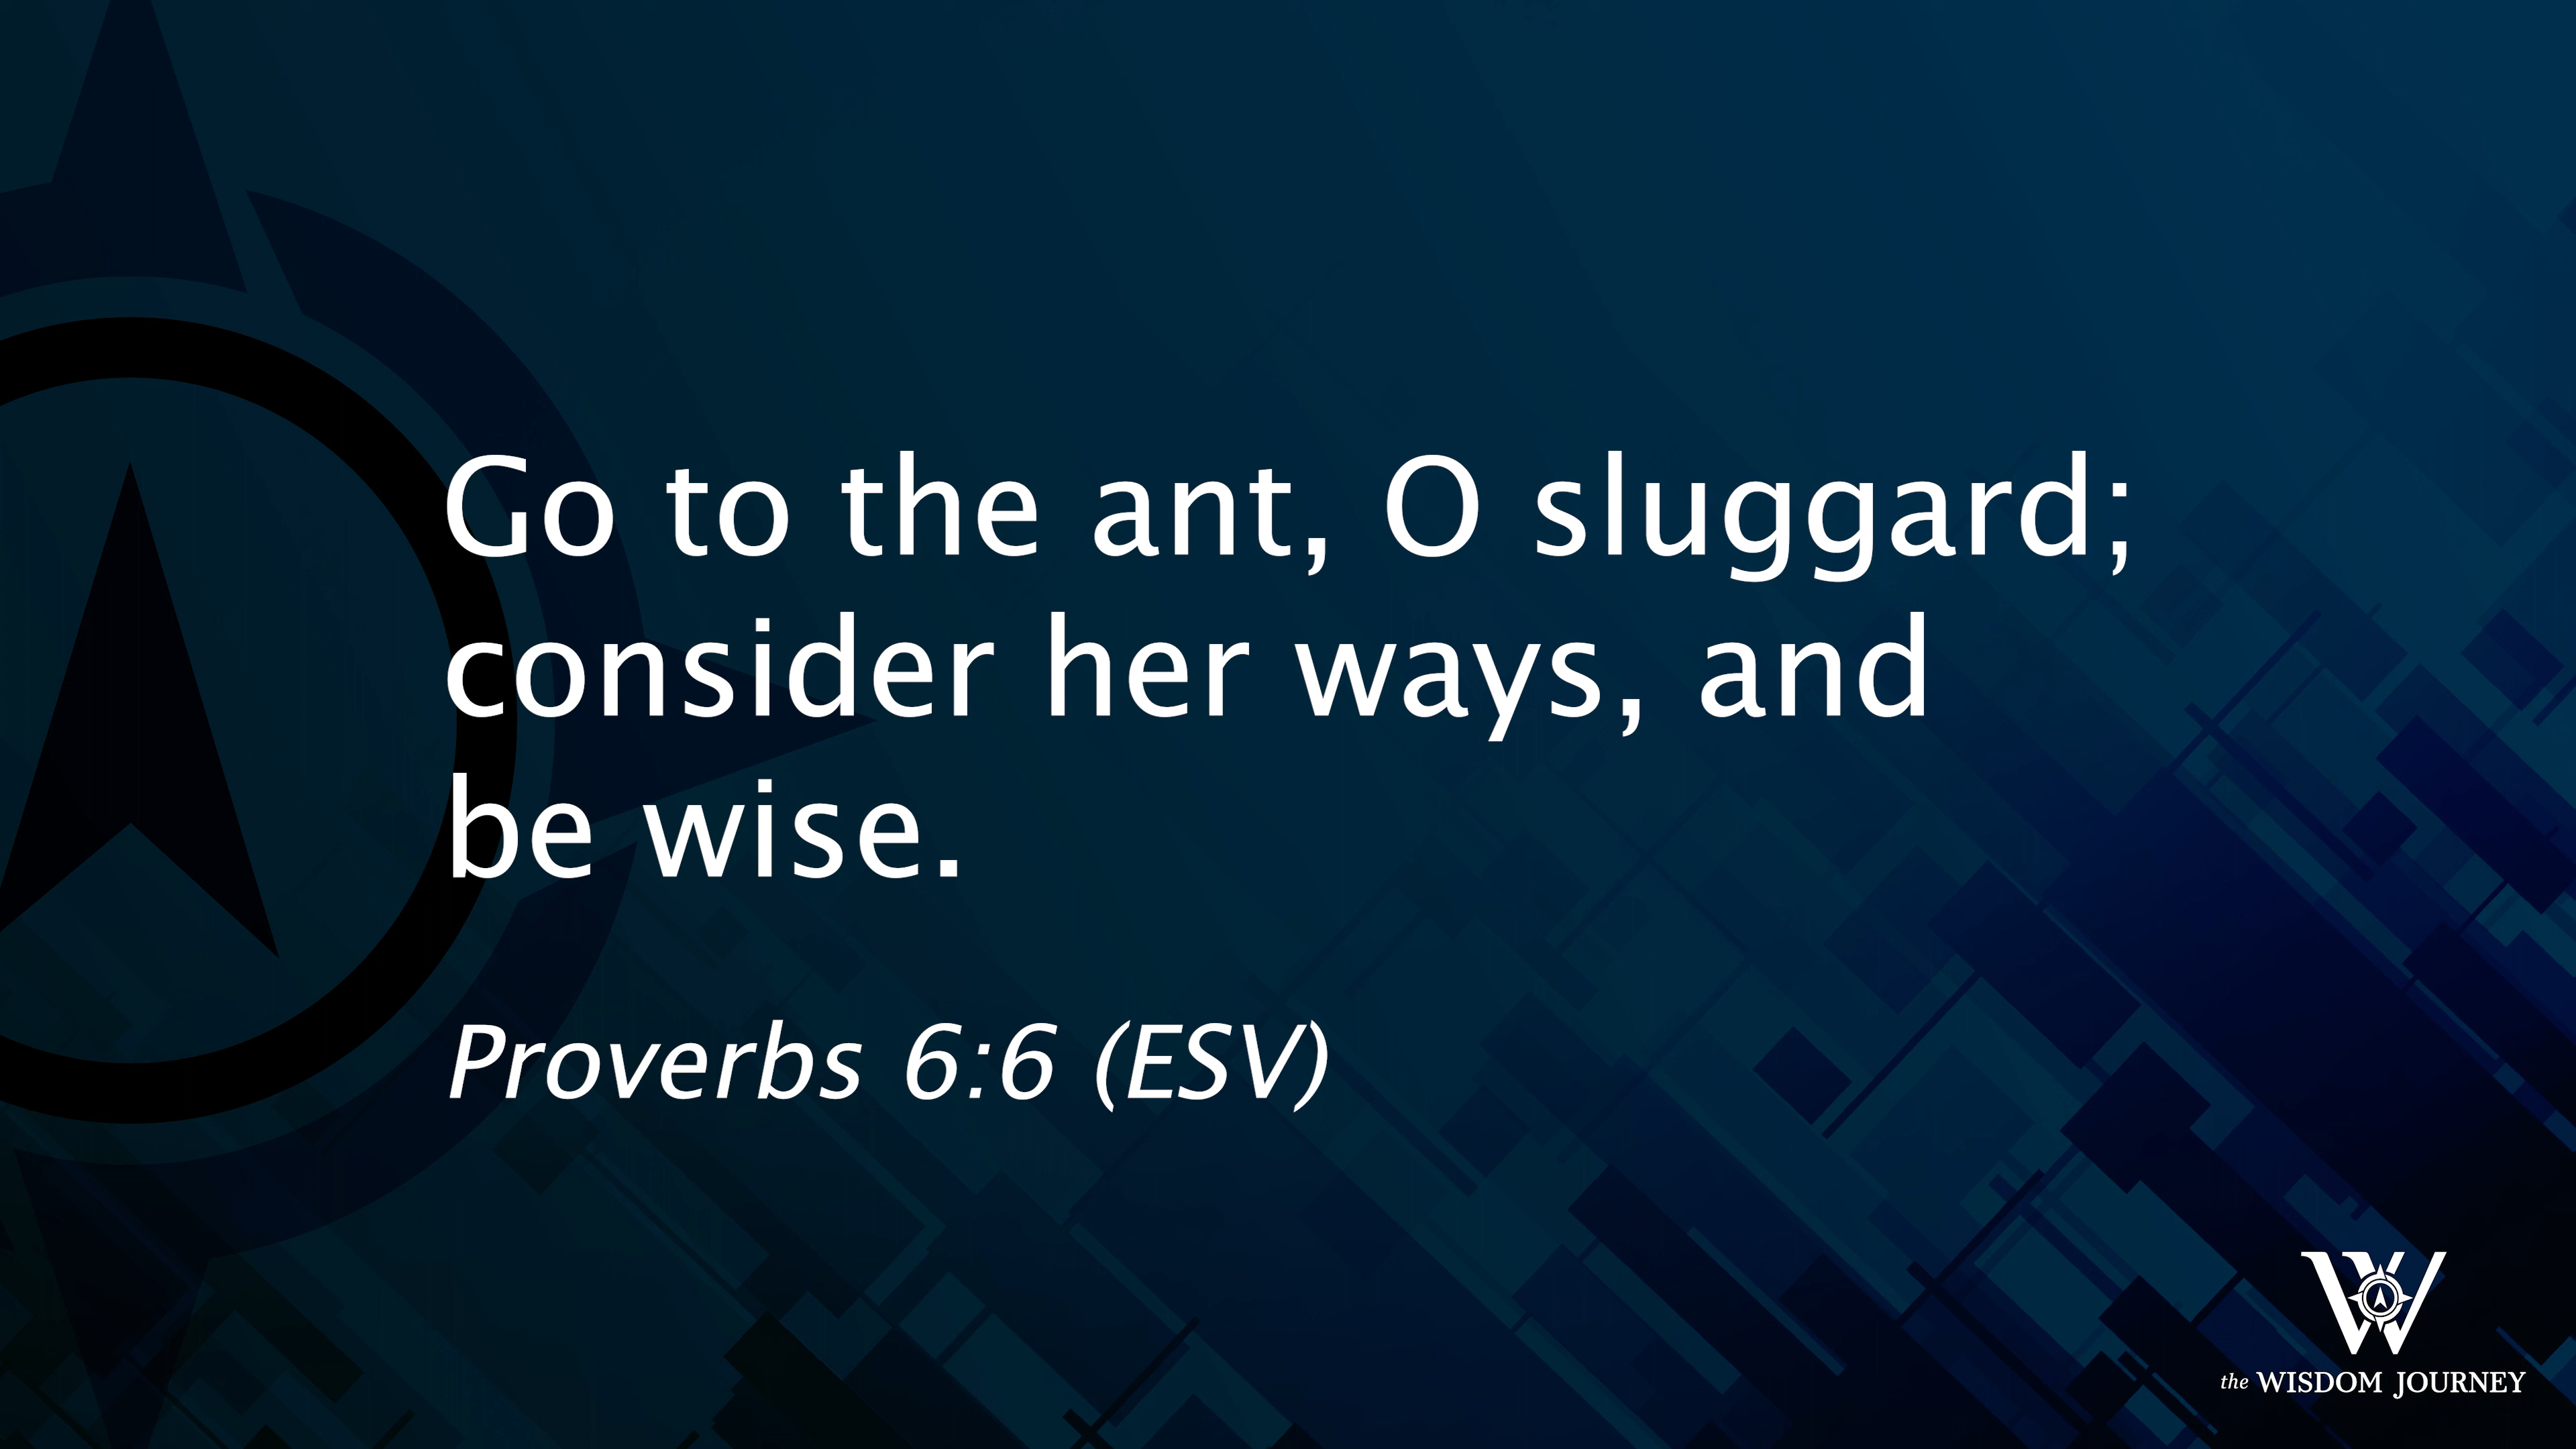 Go to the ant, O sluggard;
consider her ways, and
be wise.
Proverbs 6:6 (ESV)
W
the WISDOM JOURNEY